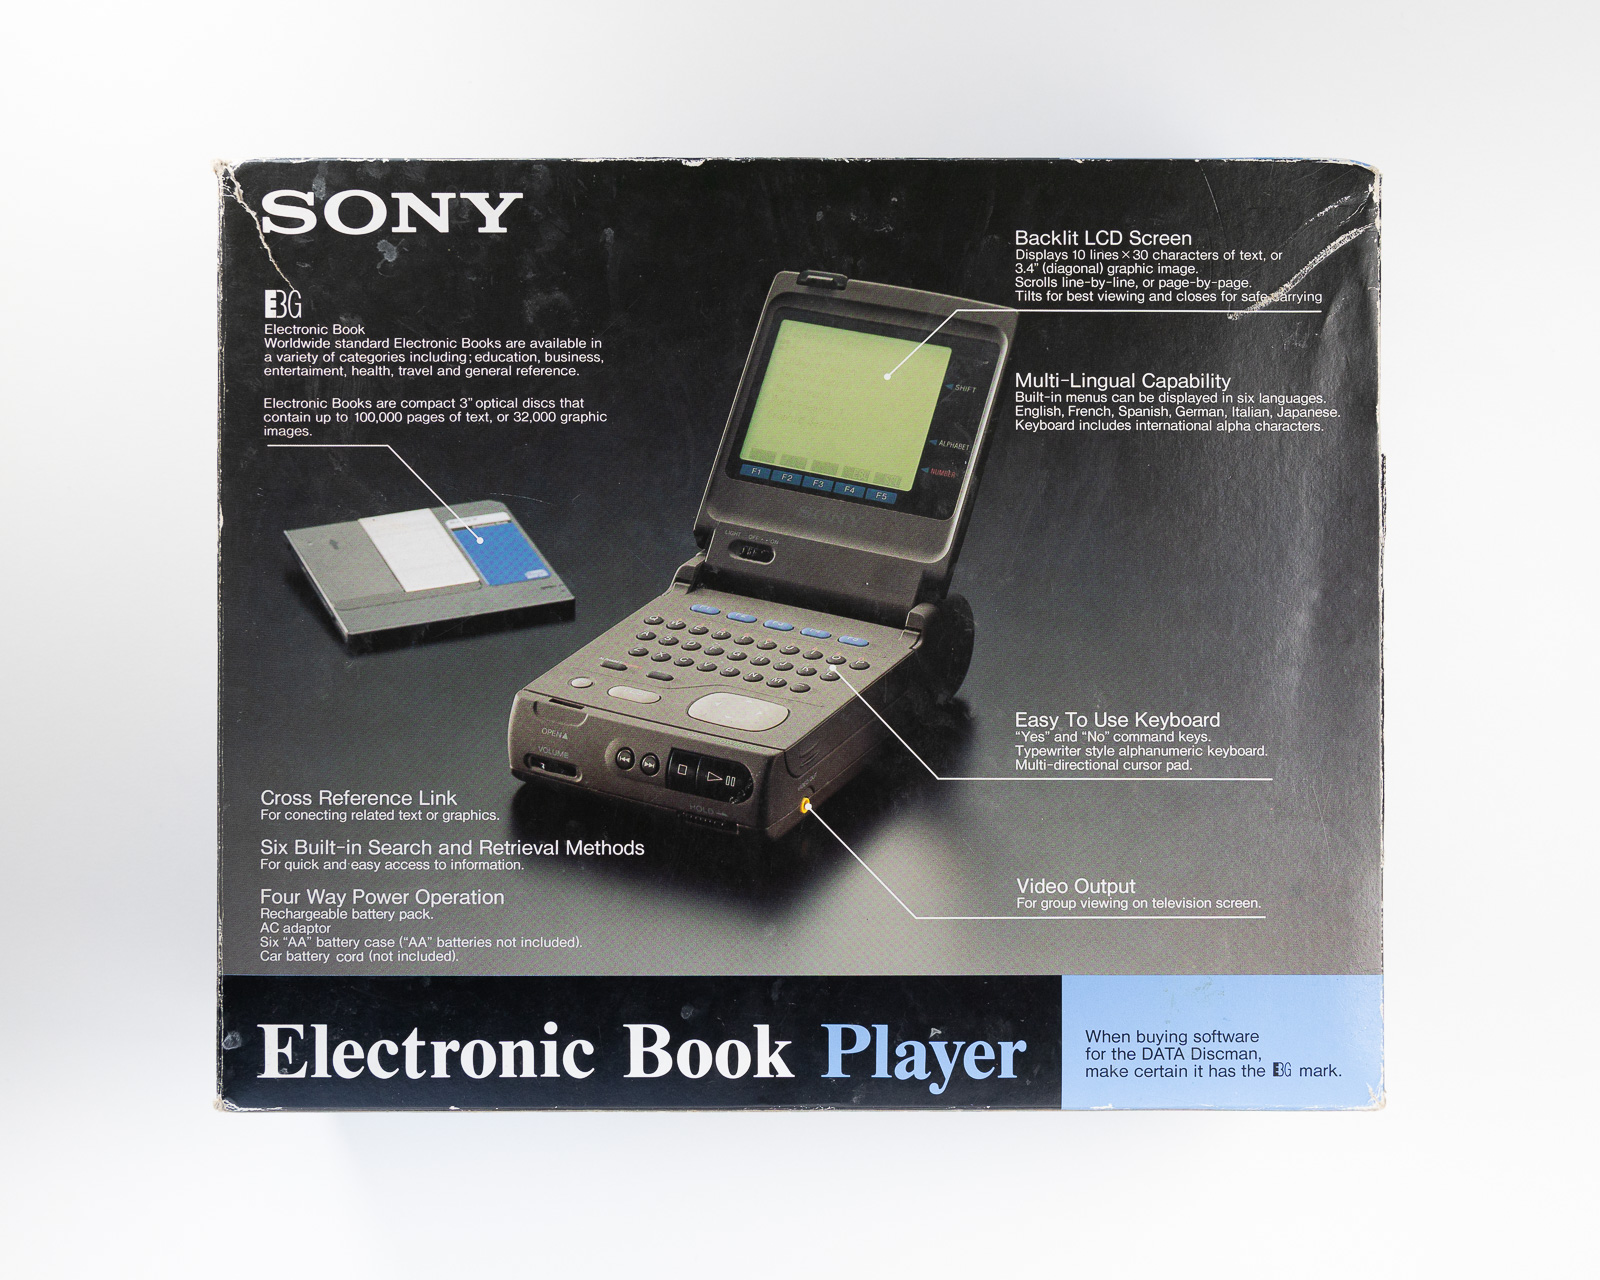 SONY
EBG
Electronic Book
Worldwide standard Electronic Books are available in
a variety of categories including; education, business,
entertaiment, health, travel and general reference.
Electronic Books are compact 3" optical discs that
contain up to 100,000 pages of text, or 32,000 graphic
images.
Backlit LCD Screen
Displays 10 lines × 30 characters of text, or
3.4" (diagonal) graphic image.
Scrolls line-by-line, or page-by-page.
Tilts for best viewing and closes for safe carrying
Multi-Lingual Capability
Built-in menus can be displayed in six languages.
English, French, Spanish, German, Italian, Japanese.
Keyboard includes international alpha characters.
SHIFT
ALPHABET
NUMBER
F1 F2 F3 F4 F5
SONY
LIGHT OFF ON
OPEN
VOLUME
HOLD
Easy To Use Keyboard
"Yes" and "No" command keys.
Typewriter style alphanumeric keyboard.
Multi-directional cursor pad.
Video Output
For group viewing on television screen.
Cross Reference Link
For conecting related text or graphics.
Six Built-in Search and Retrieval Methods
For quick and easy access to information.
Four Way Power Operation
Rechargeable battery pack.
AC adaptor
Six "AA" battery case ("AA" batteries not included).
Car battery cord (not included).
Electronic Book Player
When buying software
for the DATA Discman,
make certain it has the EBG mark.